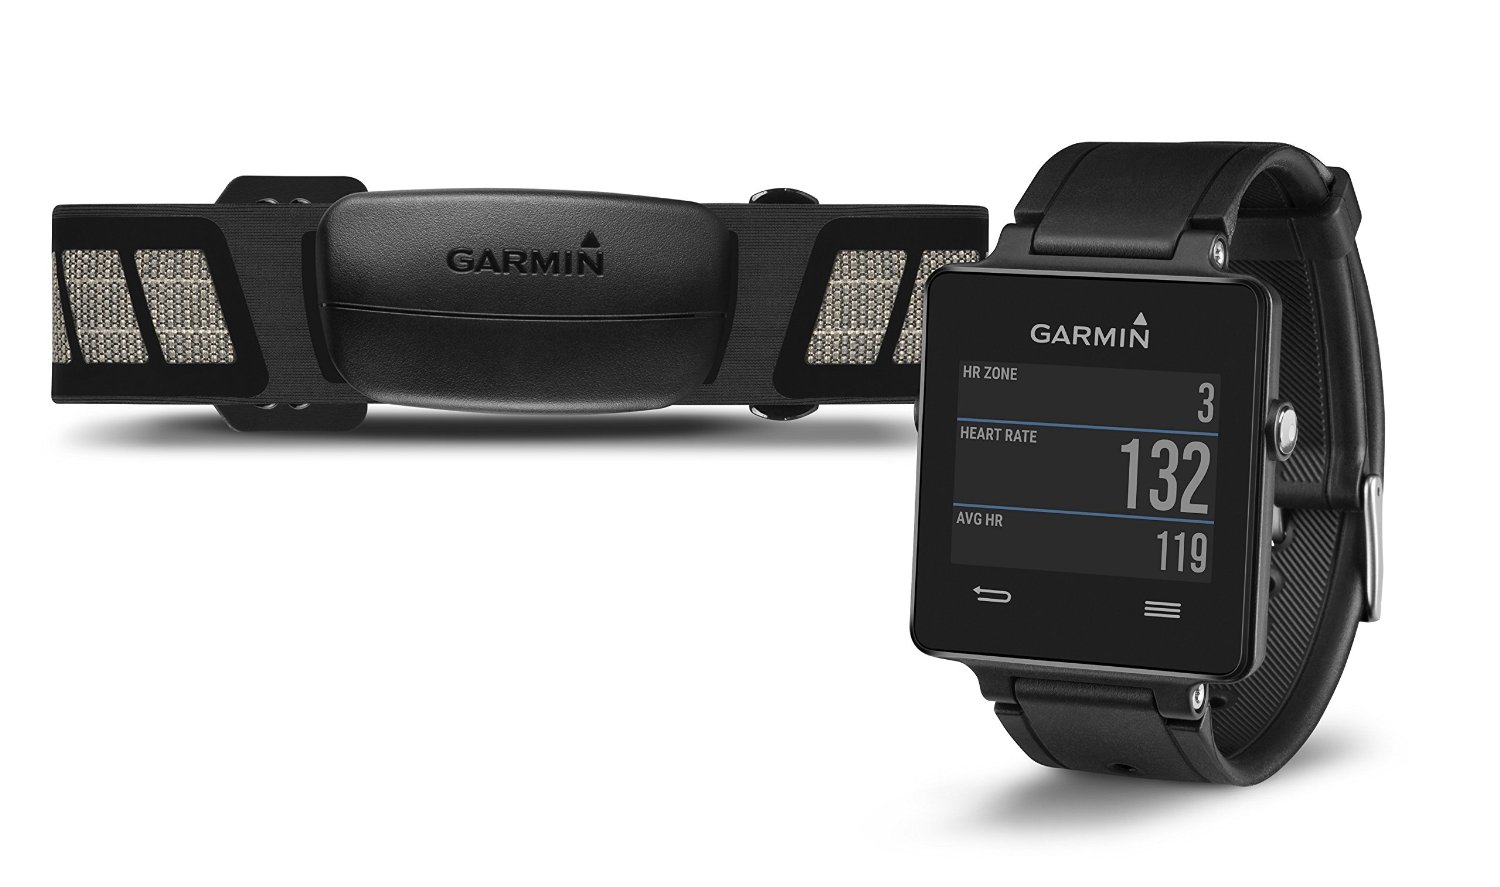 GARMIN
GARMIN
HR ZONE
3
HEART RATE
132
AVG HR
119